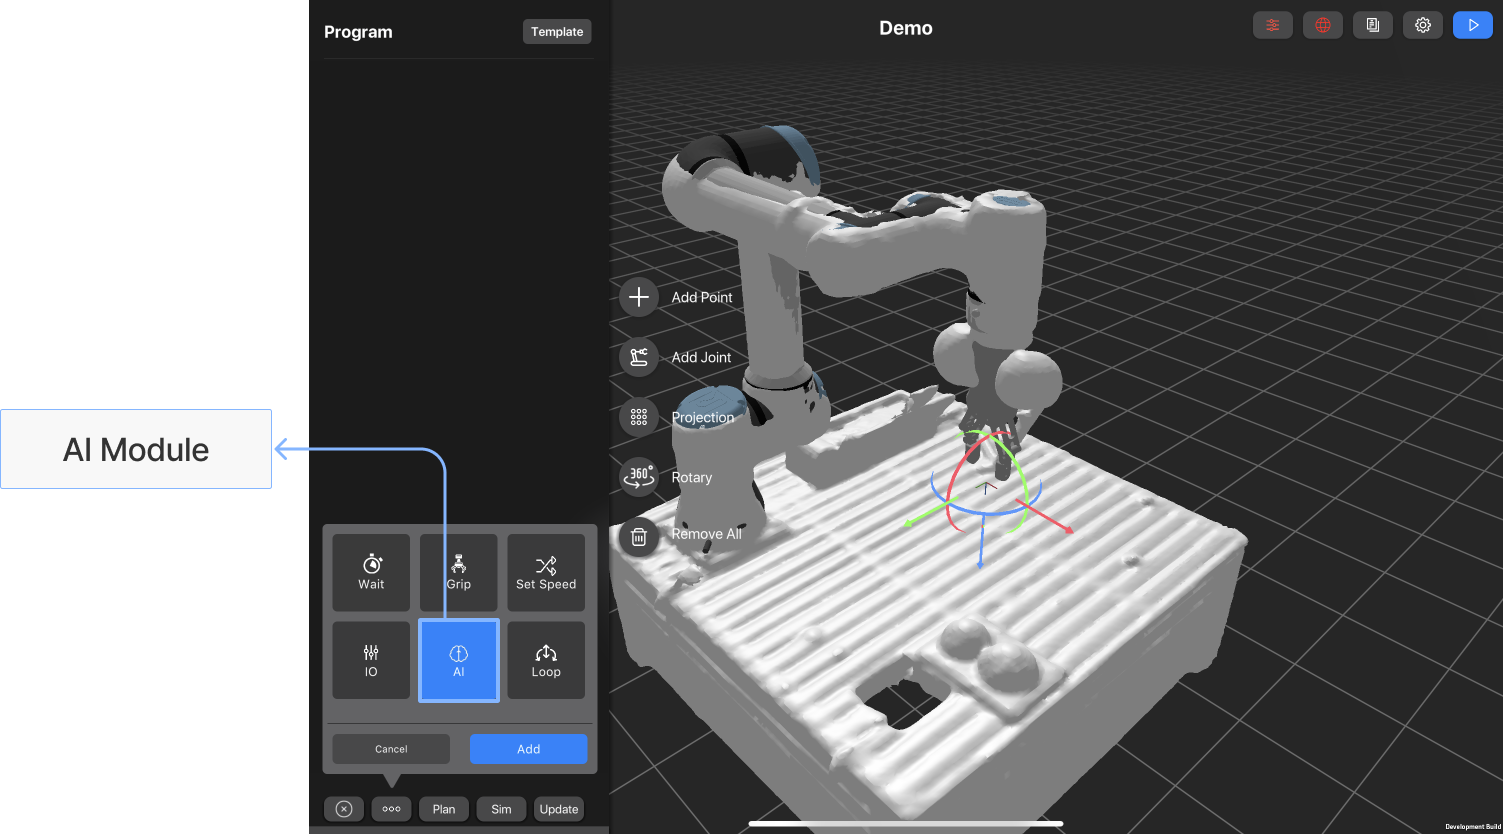 AI Module
Program
Template
Demo
Add Point
Add Joint
Projection
360°
Rotary
Remove All
Wait
Grip
Set Speed
IO
AI
Loop
Cancel
Add
Plan
Sim
Update
Development Build